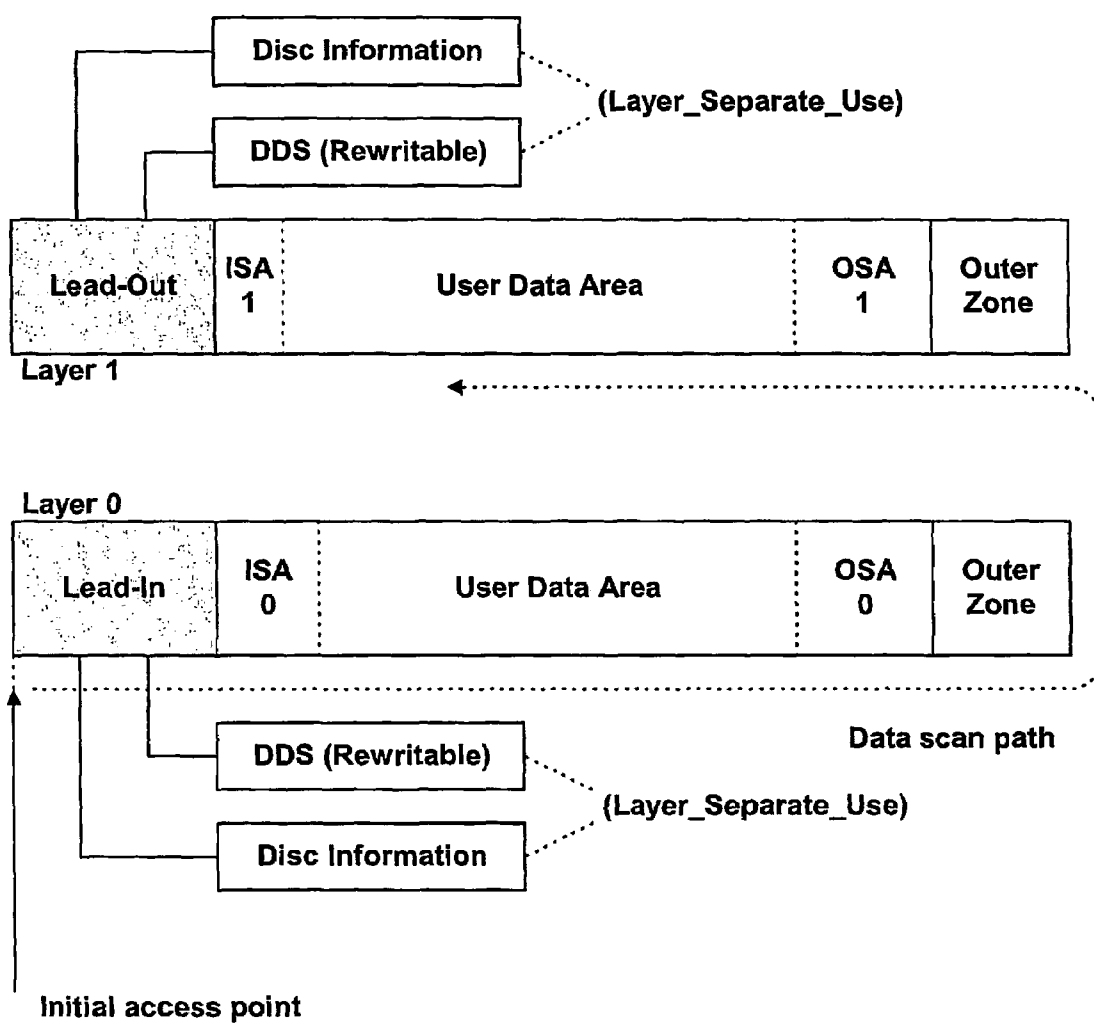 Disc Information
(Layer_Separate_Use)
DDS (Rewritable)
Lead-Out
ISA
1
User Data Area
OSA
1
Outer
Zone
Layer 1
Layer 0
Lead-In
ISA
0
User Data Area
OSA
0
Outer
Zone
Data scan path
DDS (Rewritable)
(Layer_Separate_Use)
Disc Information
Initial access point